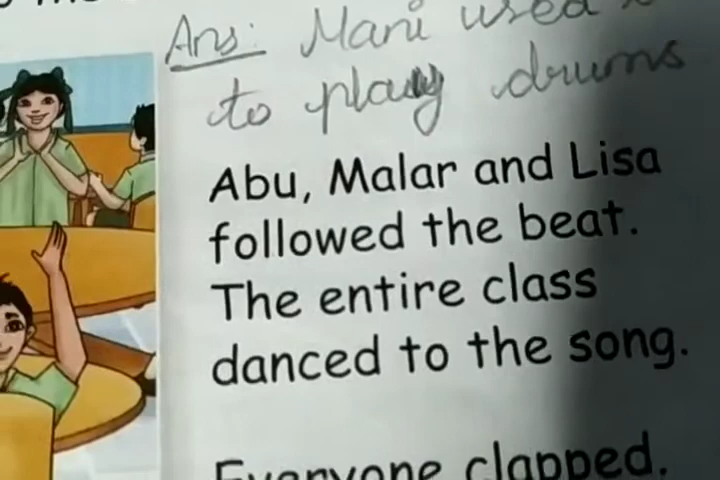 Ans: Mani used
to play drums
Abu, Malar and Lisa
followed the beat.
The entire class
danced to the song.
Everyone clapped.